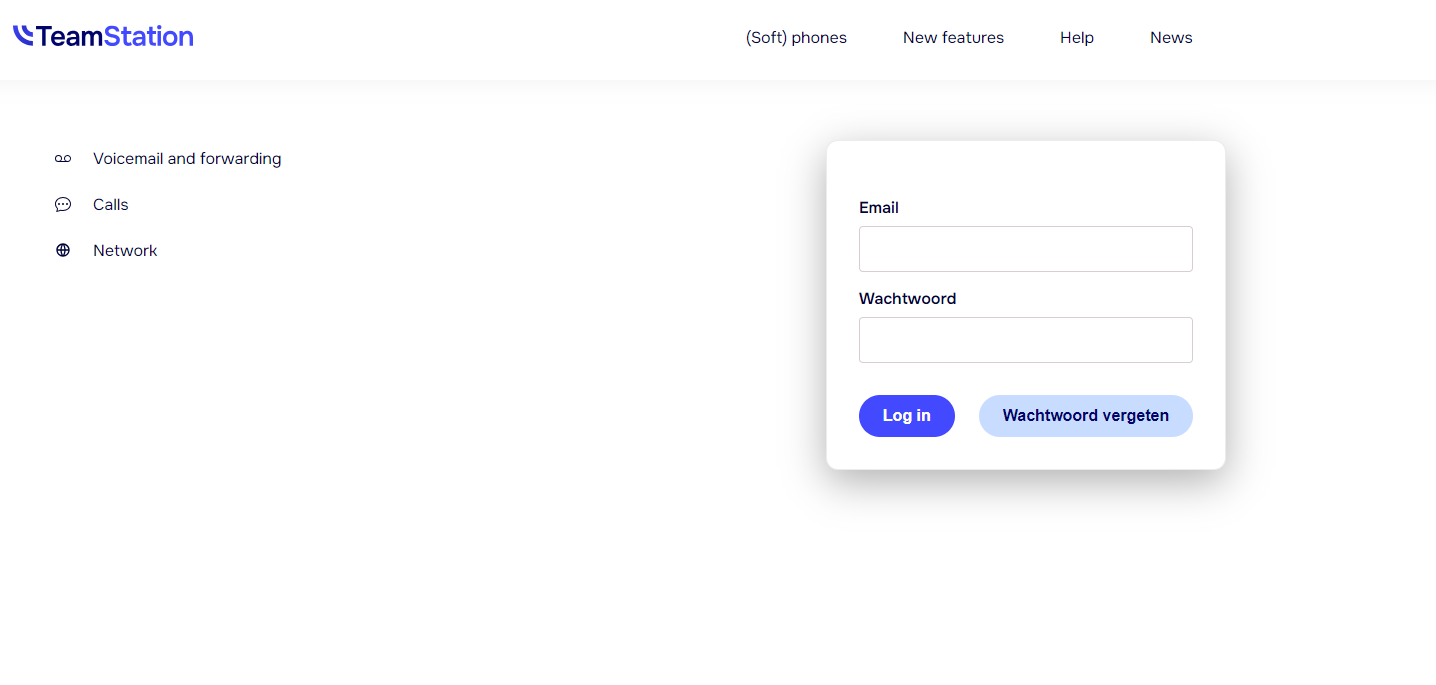 TeamStation
(Soft) phones New features Help News
Voicemail and forwarding
Calls
Network
Email
Wachtwoord
Log in Wachtwoord vergeten